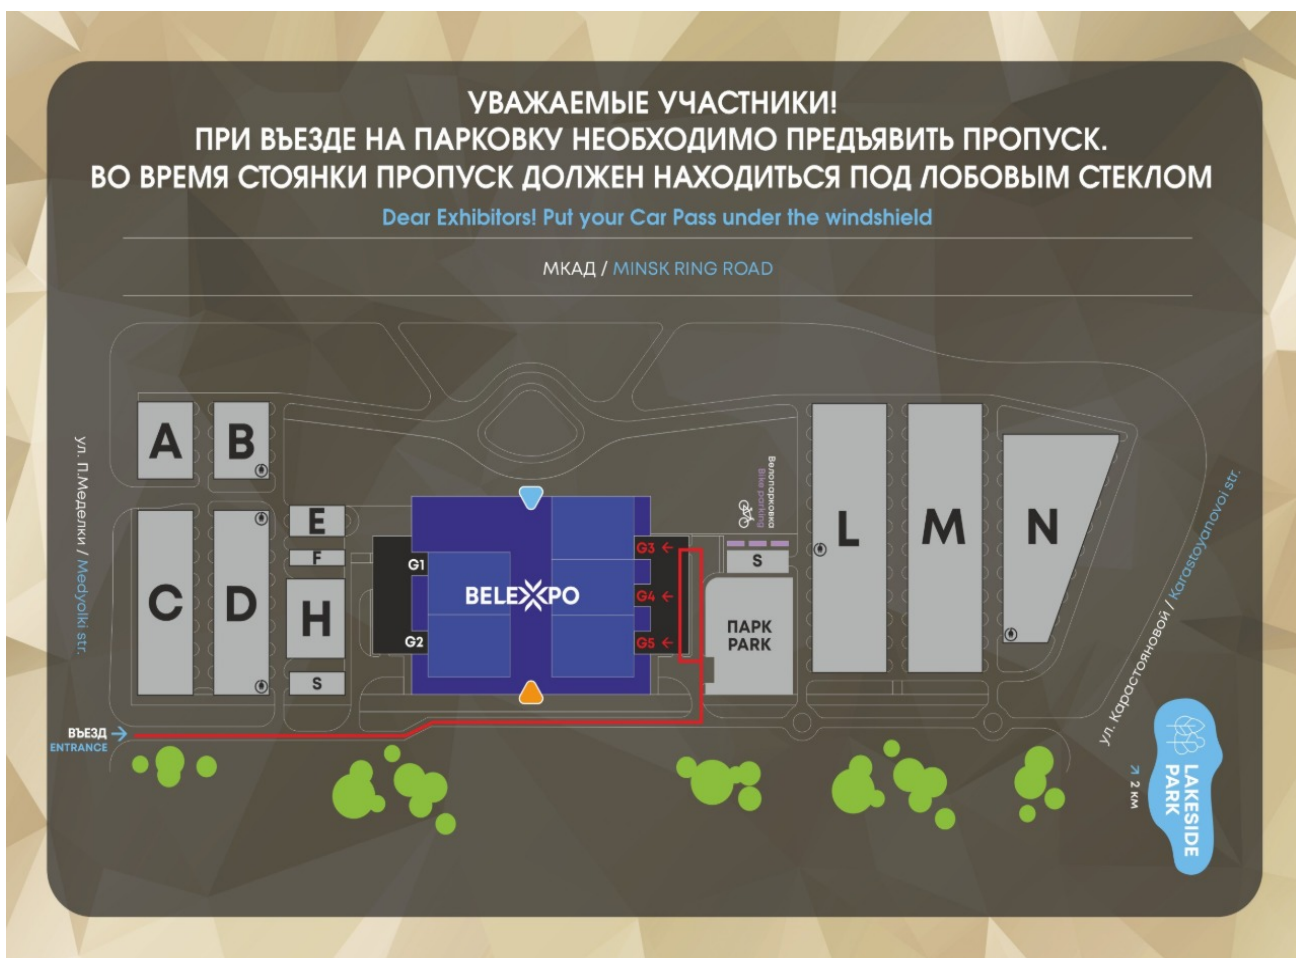 УВАЖАЕМЫЕ УЧАСТНИКИ!
ПРИ ВЪЕЗДЕ НА ПАРКОВКУ НЕОБХОДИМО ПРЕДЪЯВИТЬ ПРОПУСК.
ВО ВРЕМЯ СТОЯНКИ ПРОПУСК ДОЛЖЕН НАХОДИТЬСЯ ПОД ЛОБОВЫМ СТЕКЛОМ
Dear Exhibitors! Put your Car Pass under the windshield
МКАД / MINSK RING ROAD
ул. П.Меделки / Medyolki str.
A
B
C
D
E
F
H
S
G1
G2
BELEXPO
G3 ←
G4 ←
G5 ←
Велопарковка
Bike parking
S
ПАРК
PARK
L
M
N
ул. Карастояновой / Karastoyanovoi str.
ВЪЕЗД →
ENTRANCE
LAKESIDE
PARK
↗ 2 км